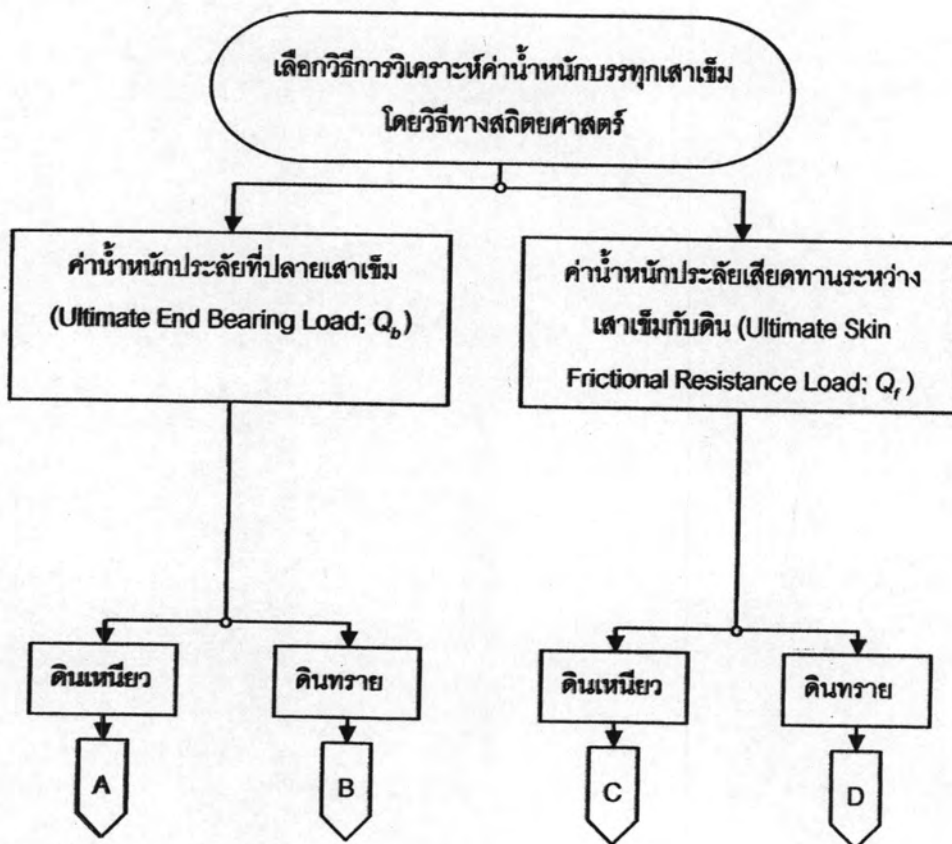 เลือกวิธีการวิเคราะห์ค่าน้ำหนักบรรทุกเสาเข็ม
โดยวิธีทางสถิตยศาสตร์
ค่าน้ำหนักประลัยที่ปลายเสาเข็ม
(Ultimate End Bearing Load; Q_b)
ค่าน้ำหนักประลัยเสียดทานระหว่าง
เสาเข็มกับดิน (Ultimate Skin
Frictional Resistance Load; Q_f)
ดินเหนียว
ดินทราย
ดินเหนียว
ดินทราย
A
B
C
D